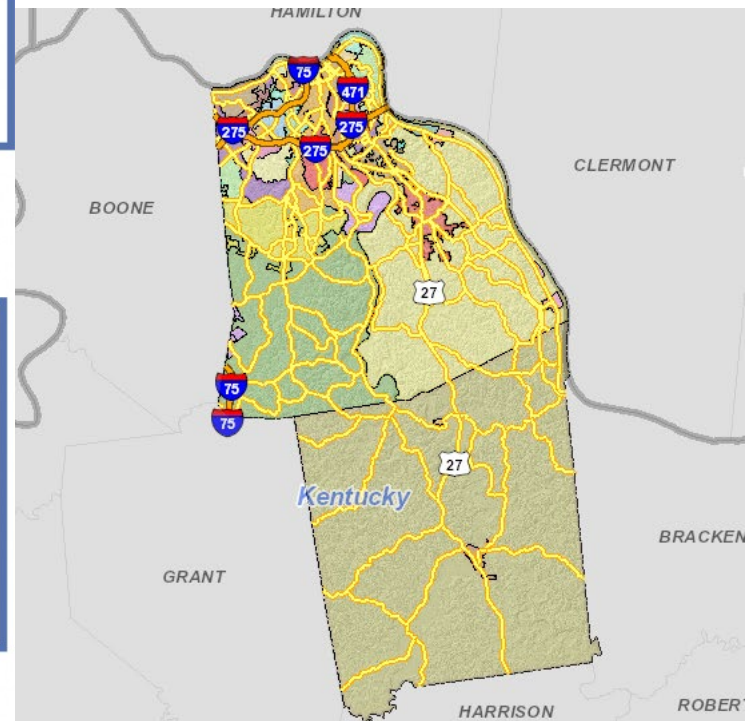 HAMILTON
75
471
275
275
275
CLERMONT
BOONE
27
75
75
27
Kentucky
BRACKEN
GRANT
HARRISON
ROBERT